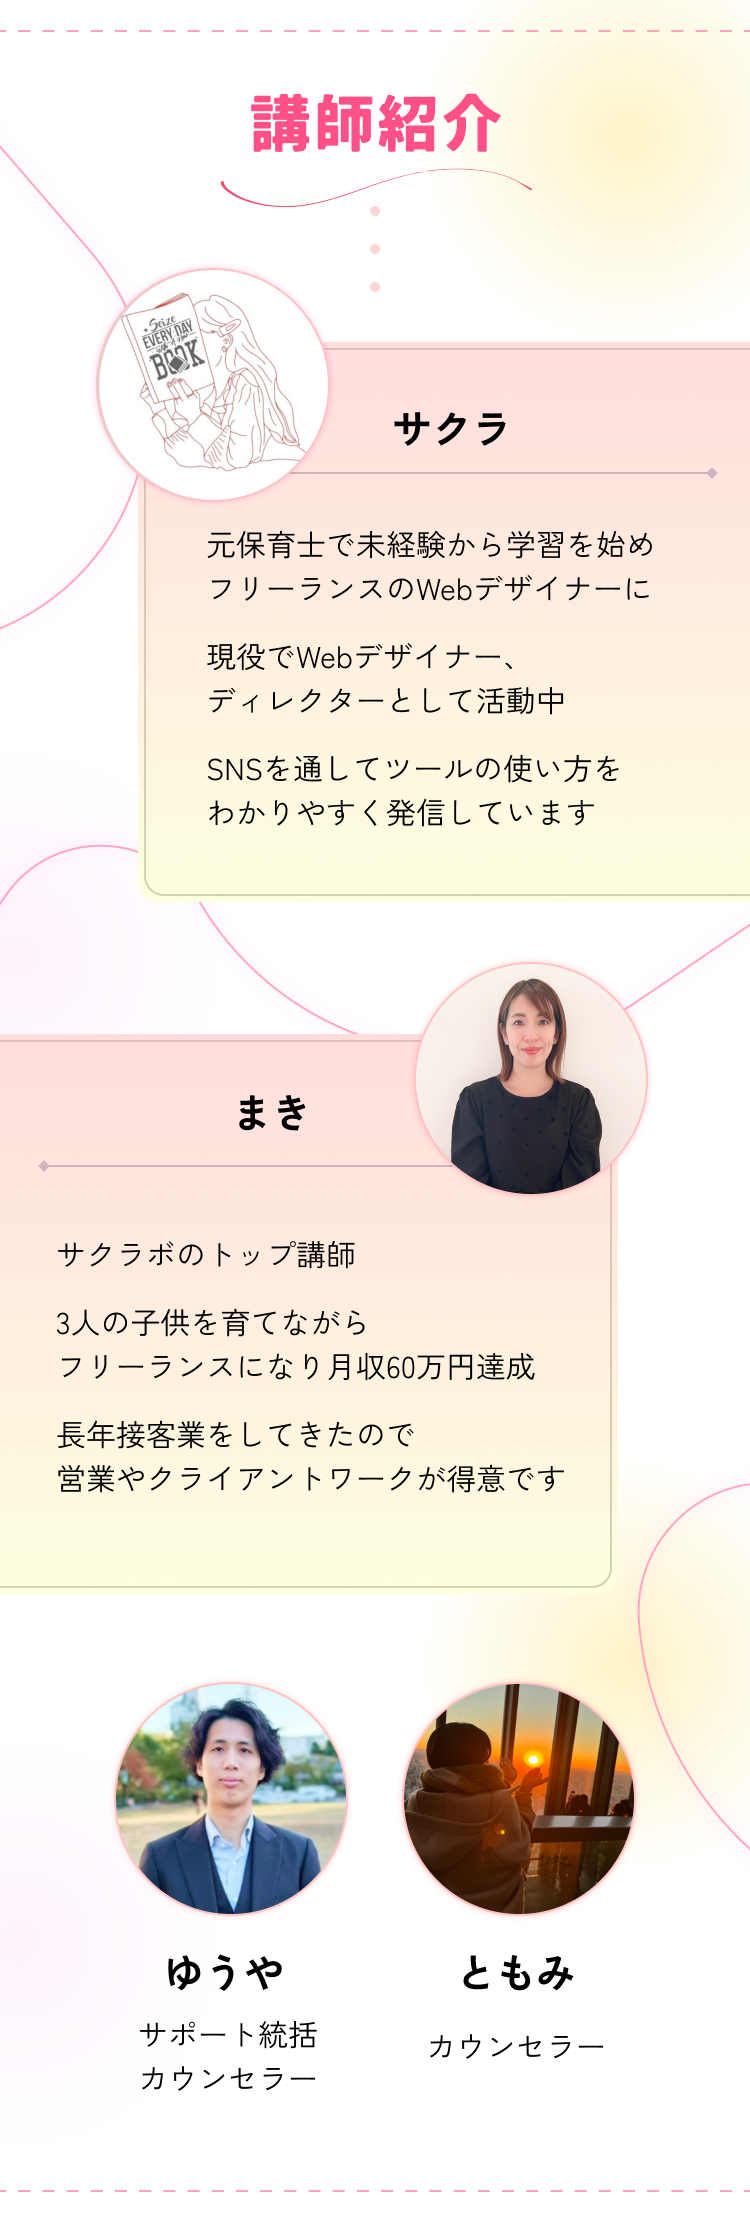 講師紹介
Seize
EVERY DAY
BOOK
サクラ
元保育士で未経験から学習を始め
フリーランスのWebデザイナーに
現役でWebデザイナー、
ディレクターとして活動中
SNSを通してツールの使い方を
わかりやすく発信しています
まき
サクラボのトップ講師
3人の子供を育てながら
フリーランスになり月収60万円達成
長年接客業をしてきたので
営業やクライアントワークが得意です
ゆうや
ともみ
サポート統括
カウンセラー
カウンセラー